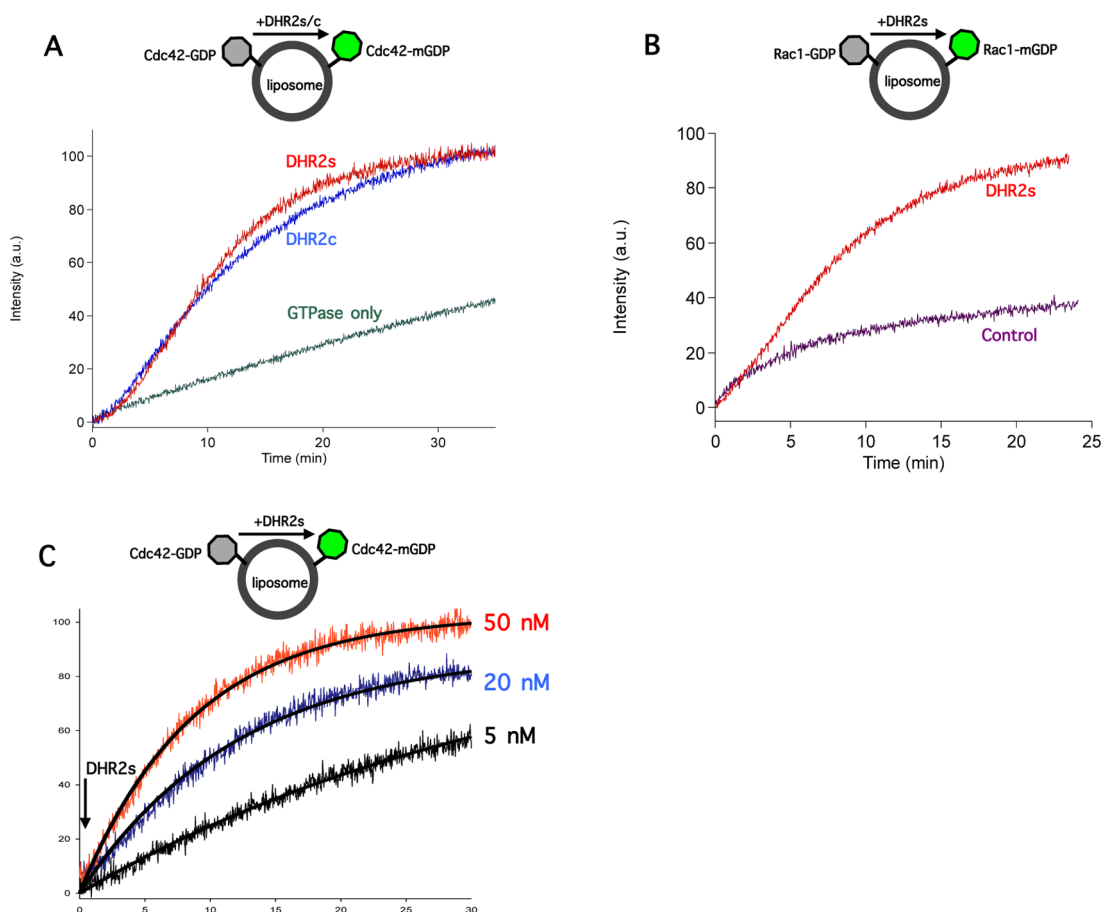 A
+DHR2s/c
Cdc42-GDP
Cdc42-mGDP
liposome
Intensity (a.u.)
100
80
60
40
20
0
DHR2s
DHR2c
GTPase only
0 10 20 30
Time (min)
B
+DHR2s
Rac1-GDP
Rac1-mGDP
liposome
Intensity (a.u.)
100
80
60
40
20
0
DHR2s
Control
0 5 10 15 20 25
Time (min)
C
+DHR2s
Cdc42-GDP
Cdc42-mGDP
liposome
100
80
60
40
20
0
DHR2s
50 nM
20 nM
5 nM
0 5 10 15 20 25 30